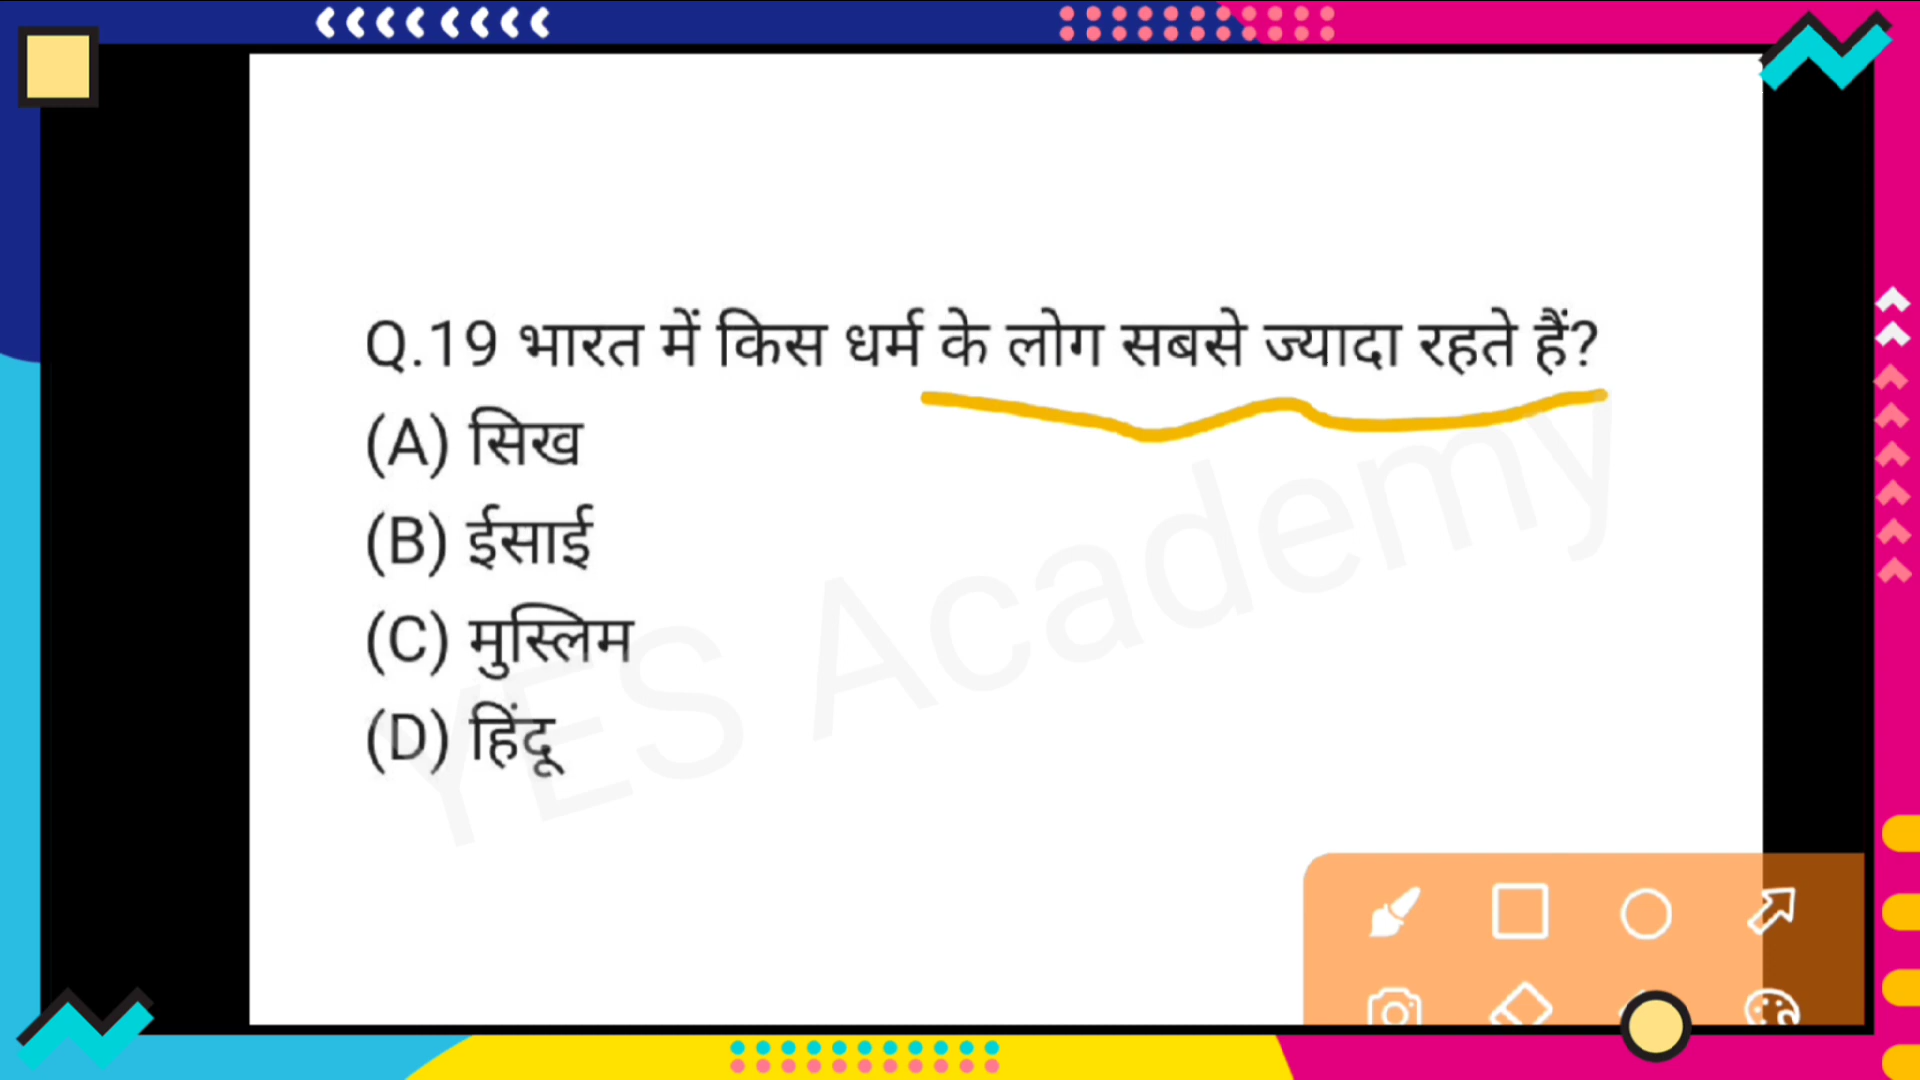 Q.19 भारत में किस धर्म के लोग सबसे ज्यादा रहते हैं?
(A) सिख
(B) ईसाई
(C) मुस्लिम
(D) हिंदू
YES Academy